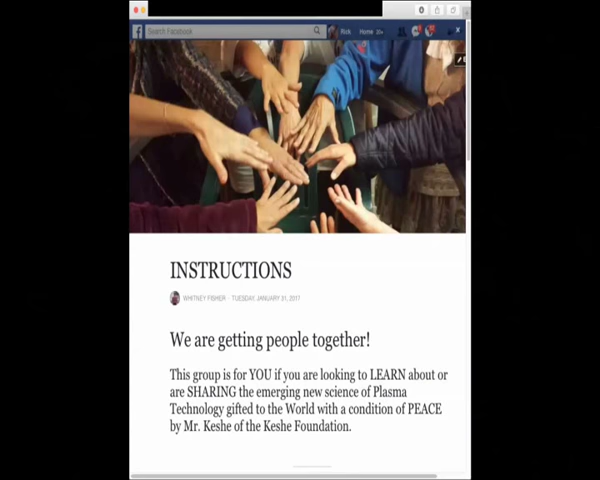 Search Facebook
Rick
Home
INSTRUCTIONS
WHITNEY FISHER · TUESDAY, JANUARY 31, 2017
We are getting people together!
This group is for YOU if you are looking to LEARN about or
are SHARING the emerging new science of Plasma
Technology gifted to the World with a condition of PEACE
by Mr. Keshe of the Keshe Foundation.